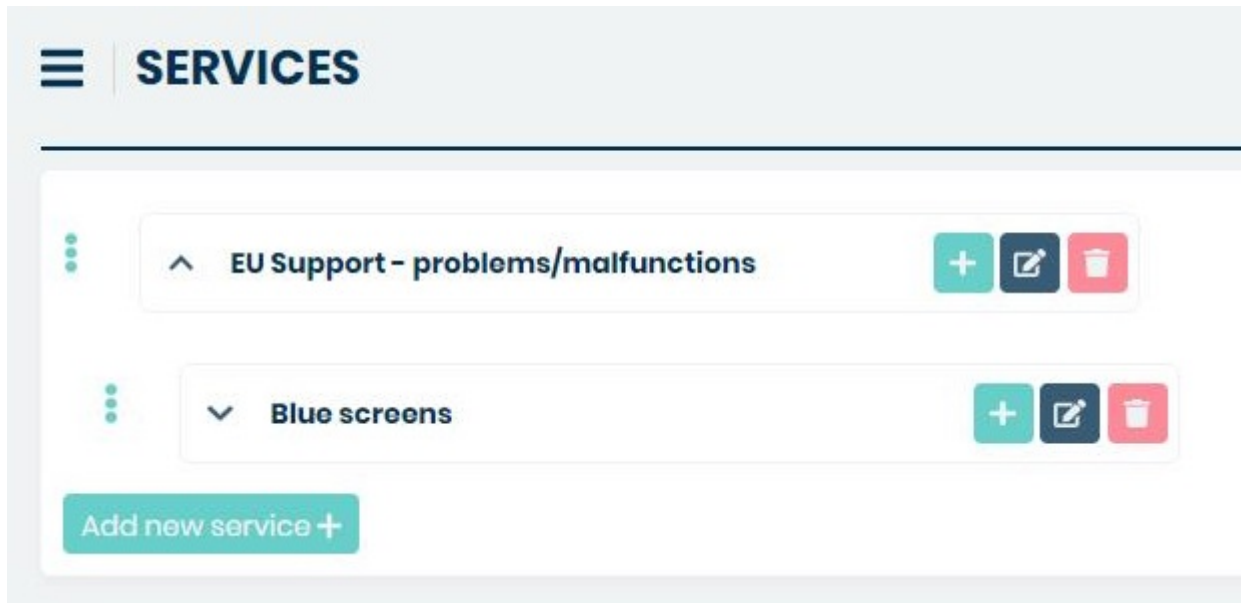 SERVICES
EU Support - problems/malfunctions
Blue screens
Add new service +